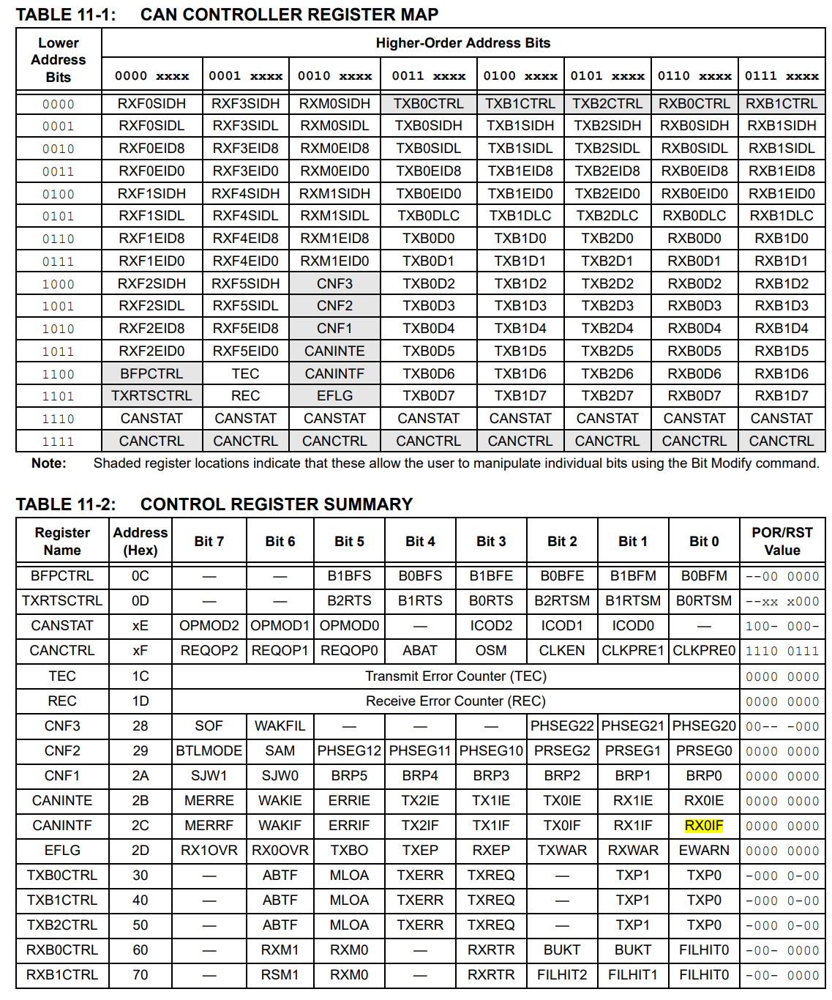 TABLE 11-1: CAN CONTROLLER REGISTER MAP
Lower Address Bits Higher-Order Address Bits
0000 xxxx 0001 xxxx 0010 xxxx 0011 xxxx 0100 xxxx 0101 xxxx 0110 xxxx 0111 xxxx
0000 RXF0SIDH RXF3SIDH RXM0SIDH TXB0CTRL TXB1CTRL TXB2CTRL RXB0CTRL RXB1CTRL
0001 RXF0SIDL RXF3SIDL RXM0SIDL TXB0SIDH TXB1SIDH TXB2SIDH RXB0SIDH RXB1SIDH
0010 RXF0EID8 RXF3EID8 RXM0EID8 TXB0SIDL TXB1SIDL TXB2SIDL RXB0SIDL RXB1SIDL
0011 RXF0EID0 RXF3EID0 RXM0EID0 TXB0EID8 TXB1EID8 TXB2EID8 RXB0EID8 RXB1EID8
0100 RXF1SIDH RXF4SIDH RXM1SIDH TXB0EID0 TXB1EID0 TXB2EID0 RXB0EID0 RXB1EID0
0101 RXF1SIDL RXF4SIDL RXM1SIDL TXB0DLC TXB1DLC TXB2DLC RXB0DLC RXB1DLC
0110 RXF1EID8 RXF4EID8 RXM1EID8 TXB0D0 TXB1D0 TXB2D0 RXB0D0 RXB1D0
0111 RXF1EID0 RXF4EID0 RXM1EID0 TXB0D1 TXB1D1 TXB2D1 RXB0D1 RXB1D1
1000 RXF2SIDH RXF5SIDH CNF3 TXB0D2 TXB1D2 TXB2D2 RXB0D2 RXB1D2
1001 RXF2SIDL RXF5SIDL CNF2 TXB0D3 TXB1D3 TXB2D3 RXB0D3 RXB1D3
1010 RXF2EID8 RXF5EID8 CNF1 TXB0D4 TXB1D4 TXB2D4 RXB0D4 RXB1D4
1011 RXF2EID0 RXF5EID0 CANINTE TXB0D5 TXB1D5 TXB2D5 RXB0D5 RXB1D5
1100 BFPCTRL TEC CANINTF TXB0D6 TXB1D6 TXB2D6 RXB0D6 RXB1D6
1101 TXRTSCTRL REC EFLG TXB0D7 TXB1D7 TXB2D7 RXB0D7 RXB1D7
1110 CANSTAT CANSTAT CANSTAT CANSTAT CANSTAT CANSTAT CANSTAT CANSTAT
1111 CANCTRL CANCTRL CANCTRL CANCTRL CANCTRL CANCTRL CANCTRL CANCTRL
Note: Shaded register locations indicate that these allow the user to manipulate individual bits using the Bit Modify command.
TABLE 11-2: CONTROL REGISTER SUMMARY
Register Name Address (Hex) Bit 7 Bit 6 Bit 5 Bit 4 Bit 3 Bit 2 Bit 1 Bit 0 POR/RST Value
BFPCTRL 0C — — B1BFS B0BFS B1BFE B0BFE B1BFM B0BFM --00 0000
TXRTSCTRL 0D — — B2RTS B1RTS B0RTS B2RTSM B1RTSM B0RTSM --xx x000
CANSTAT xE OPMOD2 OPMOD1 OPMOD0 — ICOD2 ICOD1 ICOD0 — 100- 000-
CANCTRL xF REQOP2 REQOP1 REQOP0 ABAT OSM CLKEN CLKPRE1 CLKPRE0 1110 0111
TEC 1C Transmit Error Counter (TEC) 0000 0000
REC 1D Receive Error Counter (REC) 0000 0000
CNF3 28 SOF WAKFIL — — — PHSEG22 PHSEG21 PHSEG20 00-- -000
CNF2 29 BTLMODE SAM PHSEG12 PHSEG11 PHSEG10 PRSEG2 PRSEG1 PRSEG0 0000 0000
CNF1 2A SJW1 SJW0 BRP5 BRP4 BRP3 BRP2 BRP1 BRP0 0000 0000
CANINTE 2B MERRE WAKIE ERRIE TX2IE TX1IE TX0IE RX1IE RX0IE 0000 0000
CANINTF 2C MERRF WAKIF ERRIF TX2IF TX1IF TX0IF RX1IF RX0IF 0000 0000
EFLG 2D RX1OVR RX0OVR TXBO TXEP RXEP TXWAR RXWAR EWARN 0000 0000
TXB0CTRL 30 — ABTF MLOA TXERR TXREQ — TXP1 TXP0 -000 0-00
TXB1CTRL 40 — ABTF MLOA TXERR TXREQ — TXP1 TXP0 -000 0-00
TXB2CTRL 50 — ABTF MLOA TXERR TXREQ — TXP1 TXP0 -000 0-00
RXB0CTRL 60 — RXM1 RXM0 — RXRTR BUKT BUKT FILHIT0 -00- 0000
RXB1CTRL 70 — RSM1 RXM0 — RXRTR FILHIT2 FILHIT1 FILHIT0 -00- 0000